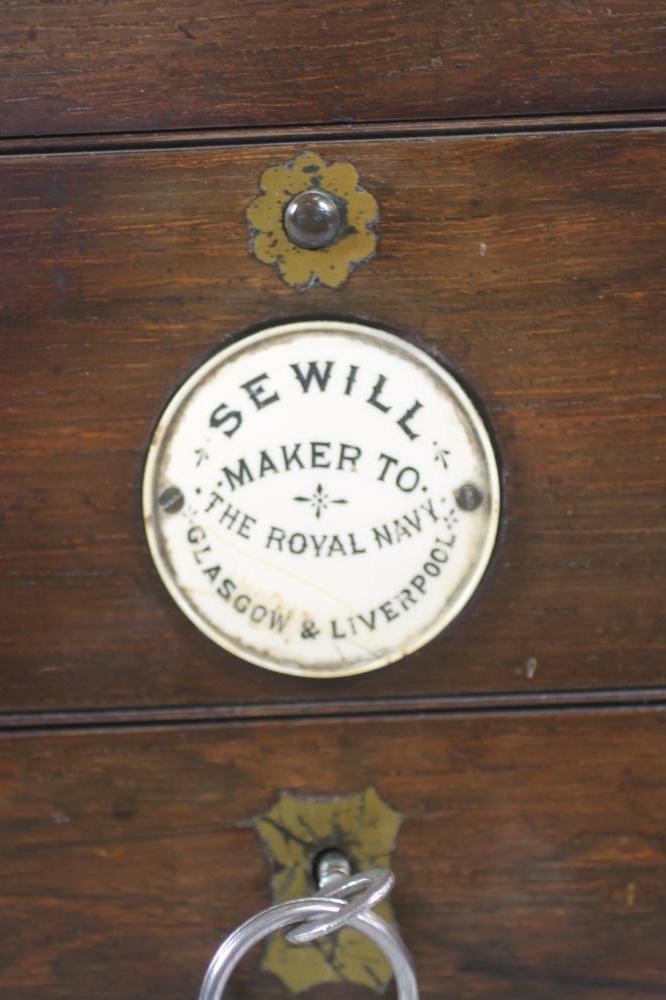 SEWILL
MAKER TO
THE ROYAL NAVY.
GLASGOW & LIVERPOOL